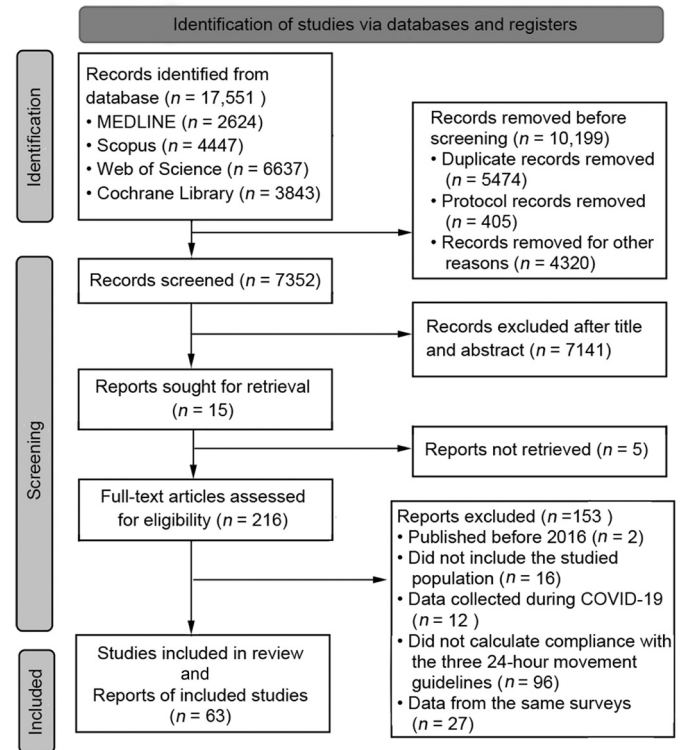 Identification of studies via databases and registers
Identification
Records identified from
database (n = 17,551 )
• MEDLINE (n = 2624)
• Scopus (n = 4447)
• Web of Science (n = 6637)
• Cochrane Library (n = 3843)
Records removed before
screening (n = 10,199)
• Duplicate records removed
(n = 5474)
• Protocol records removed
(n = 405)
• Records removed for other
reasons (n = 4320)
Screening
Records screened (n = 7352)
Records excluded after title
and abstract (n = 7141)
Reports sought for retrieval
(n = 15)
Reports not retrieved (n = 5)
Full-text articles assessed
for eligibility (n = 216)
Reports excluded (n =153 )
• Published before 2016 (n = 2)
• Did not include the studied
population (n = 16)
• Data collected during COVID-19
(n = 12 )
• Did not calculate compliance with
the three 24-hour movement
guidelines (n = 96)
• Data from the same surveys
(n = 27)
Included
Studies included in review
and
Reports of included studies
(n = 63)